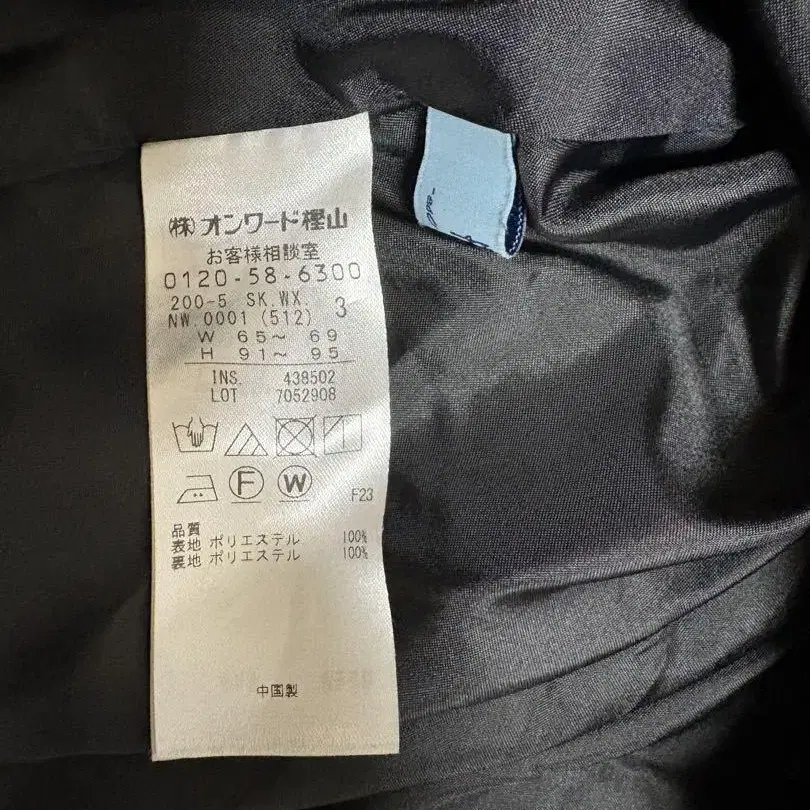 (株)オンワード樫山
お客様相談室
0120-58-6300
200-5 SK.WX 3
NW.0001 (512)
W 65～ 69
H 91～ 95
INS. 438502
LOT 7052908
F
W
F23
品質
表地 ポリエステル 100%
裏地 ポリエステル 100%
中国製